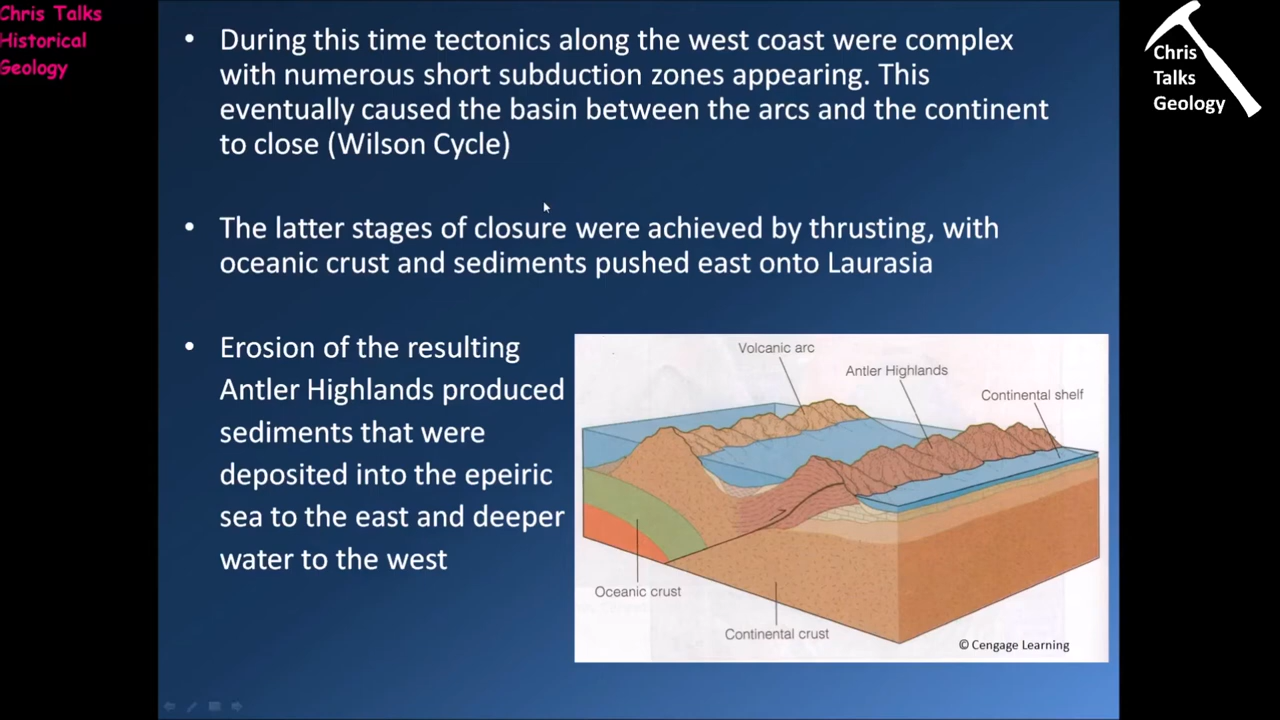 Chris Talks
Historical
Geology
Chris
Talks
Geology
• During this time tectonics along the west coast were complex
with numerous short subduction zones appearing. This
eventually caused the basin between the arcs and the continent
to close (Wilson Cycle)
• The latter stages of closure were achieved by thrusting, with
oceanic crust and sediments pushed east onto Laurasia
• Erosion of the resulting
Antler Highlands produced
sediments that were
deposited into the epeiric
sea to the east and deeper
water to the west
Volcanic arc
Antler Highlands
Continental shelf
Oceanic crust
Continental crust
© Cengage Learning